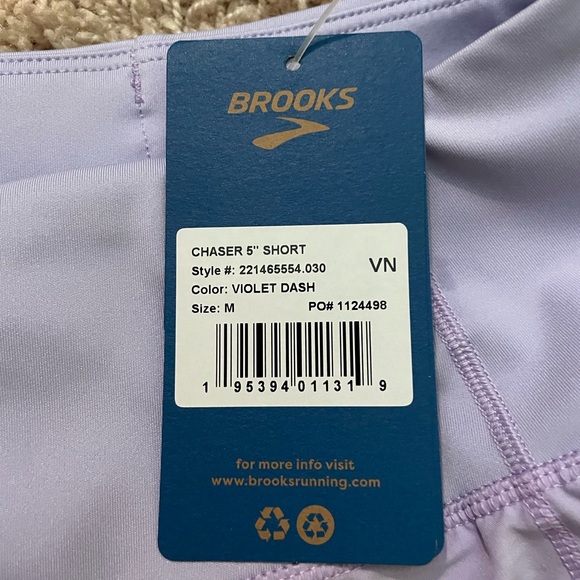 BROOKS
CHASER 5" SHORT
Style #: 221465554.030 VN
Color: VIOLET DASH
Size: M PO# 1124498
1 95394 01131 9
for more info visit
www.brooksrunning.com